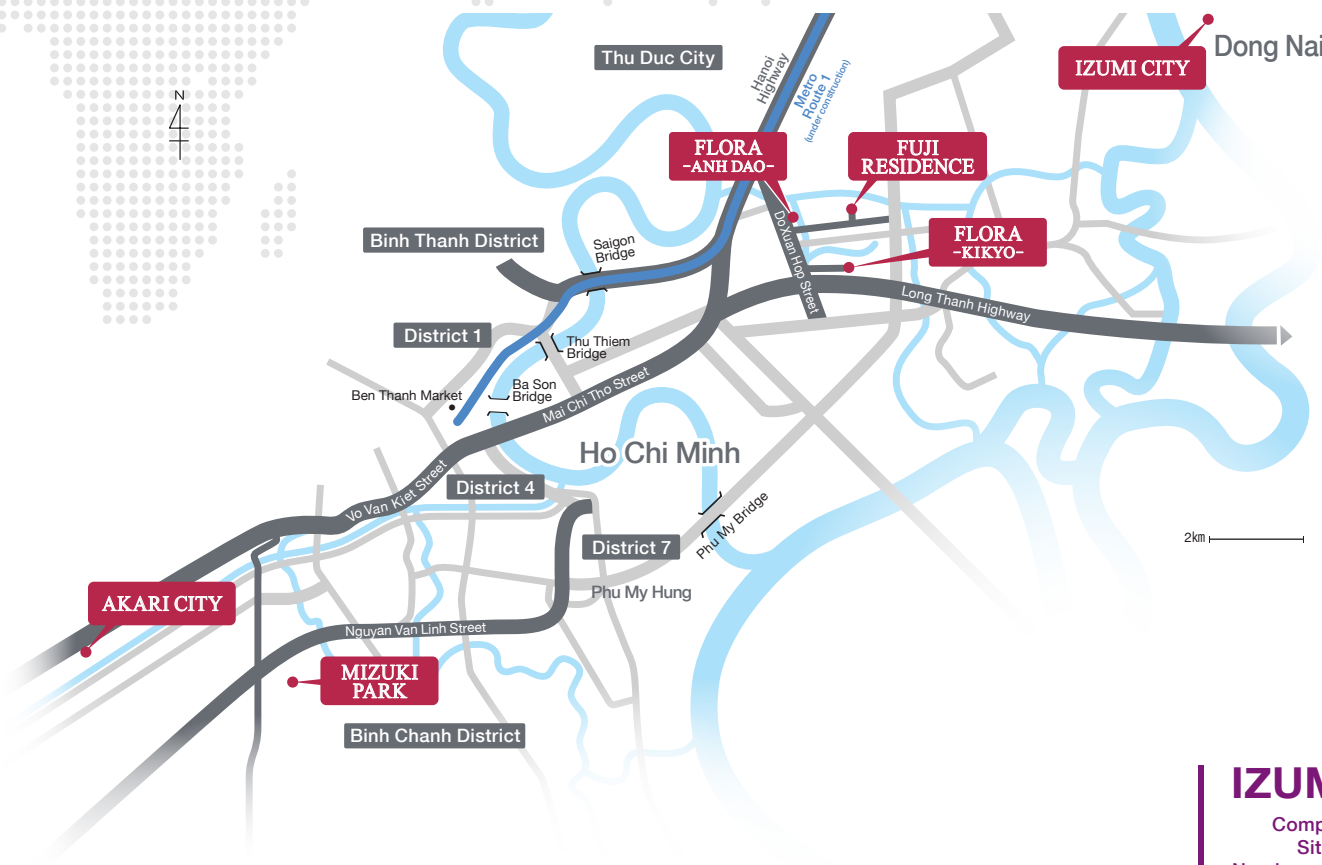 N
Thu Duc City
Hanoi
Highway
Metro
Route 1
(under construction)
IZUMI CITY
Dong Nai
FLORA
-ANH DAO-
FUJI
RESIDENCE
FLORA
-KIKYO-
Binh Thanh District
Saigon
Bridge
Do Xuan Hop Street
Long Thanh Highway
District 1
Thu Thiem
Bridge
Ben Thanh Market
Ba Son
Bridge
Mai Chi Tho Street
Ho Chi Minh
Vo Van Kiet Street
District 4
Phu My Bridge
2km
District 7
Phu My Hung
AKARI CITY
Nguyan Van Linh Street
MIZUKI
PARK
Binh Chanh District
IZUM
Comp
Sit